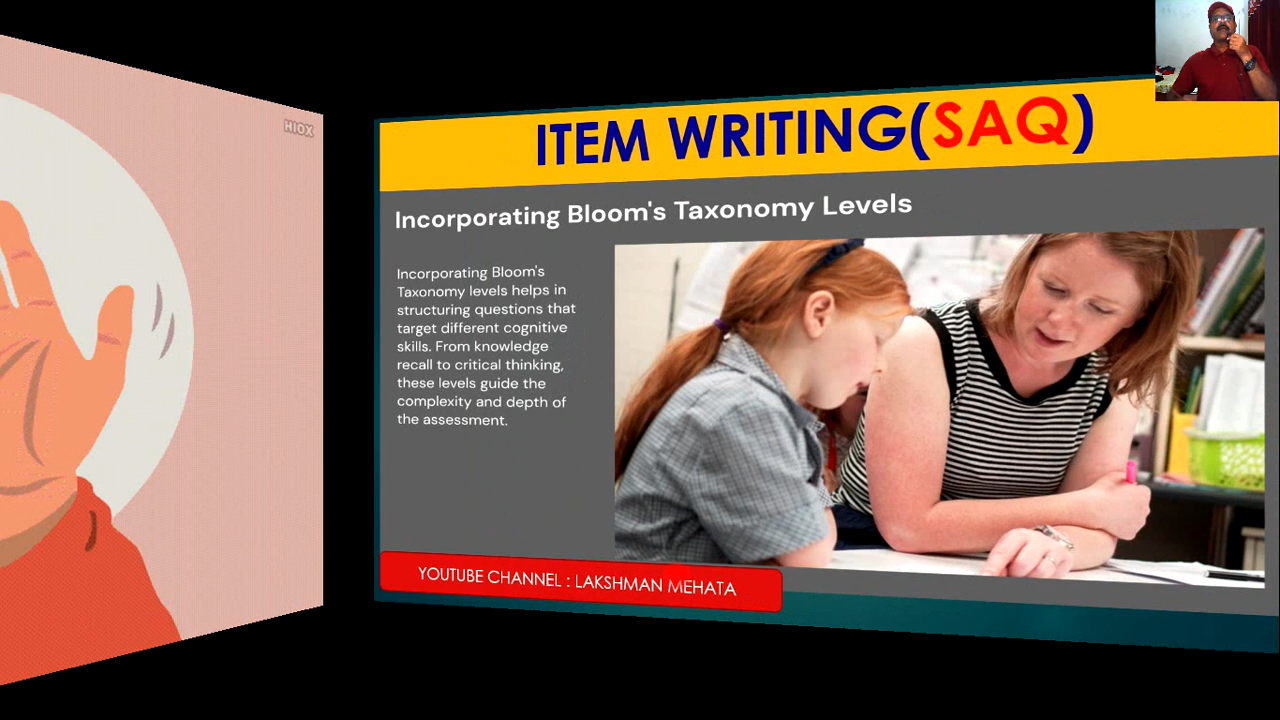 HIOX
ITEM WRITING(SAQ)
Incorporating Bloom's Taxonomy Levels
Incorporating Bloom's
Taxonomy levels helps in
structuring questions that
target different cognitive
skills. From knowledge
recall to critical thinking,
these levels guide the
complexity and depth of
the assessment.
YOUTUBE CHANNEL : LAKSHMAN MEHATA